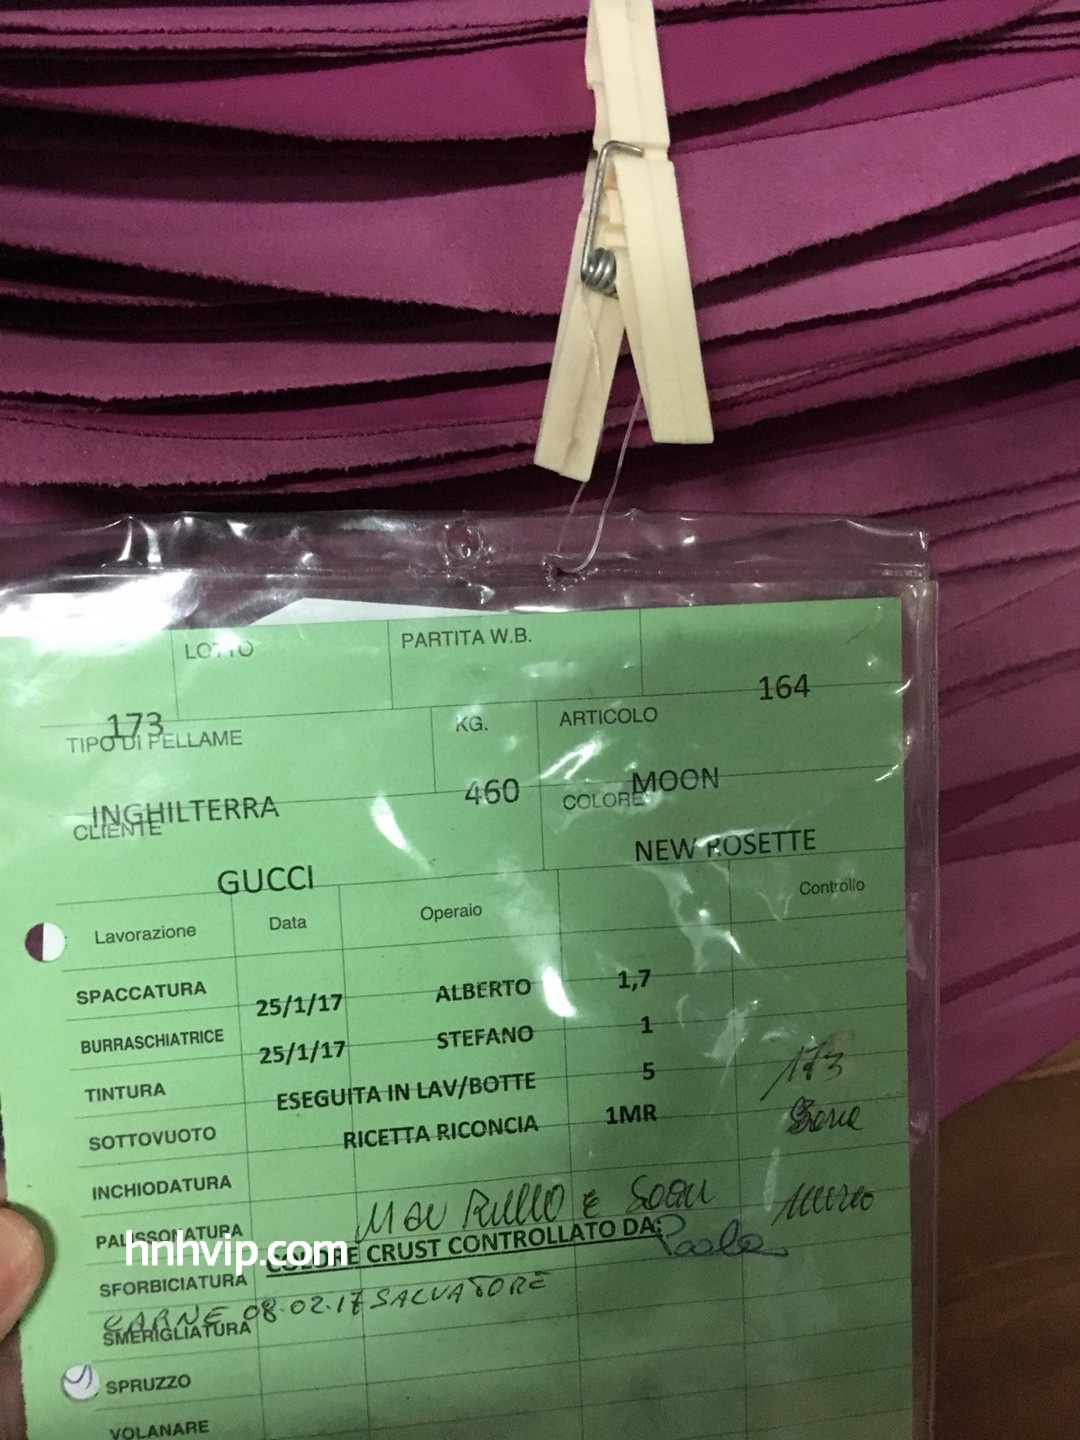 LOTTO PARTITA W.B.
173 164
TIPO DI PELLAME KG. ARTICOLO
INGHILTERRA 460 MOON
CLIENTE COLORE
GUCCI NEW ROSETTE
Lavorazione Data Operaio Controllo
SPACCATURA 25/1/17 ALBERTO 1,7
BURRASCHIATRICE 25/1/17 STEFANO 1
TINTURA ESEGUITA IN LAV/BOTTE 5 173
SOTTOVUOTO RICETTA RICONCIA 1MR
INCHIODATURA
PALISSONATURA
COLORE CRUST CONTROLLATO DA: Paola
SFORBICIATURA
CARNE 08.02.17 SALVATORE
SMERIGLIATURA
SPRUZZO
VOLANARE
hnhvip.com